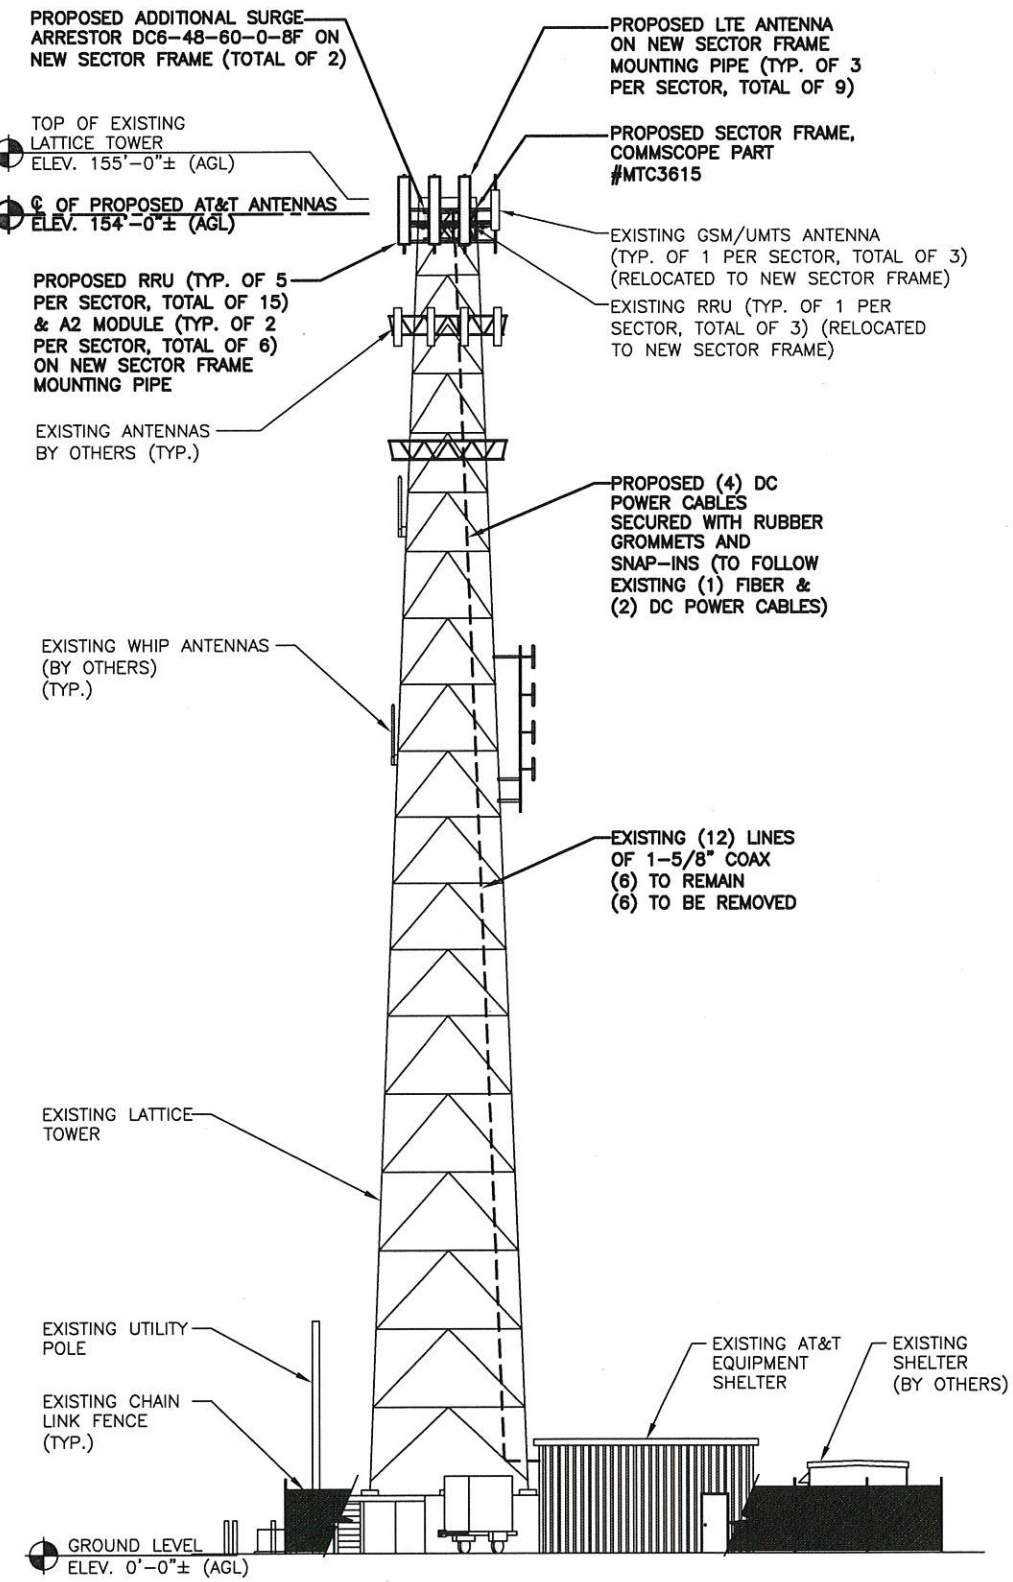 PROPOSED ADDITIONAL SURGE
ARRESTOR DC6-48-60-0-8F ON
NEW SECTOR FRAME (TOTAL OF 2)
PROPOSED LTE ANTENNA
ON NEW SECTOR FRAME
MOUNTING PIPE (TYP. OF 3
PER SECTOR, TOTAL OF 9)
TOP OF EXISTING
LATTICE TOWER
ELEV. 155'-0"± (AGL)
PROPOSED SECTOR FRAME,
COMMSCOPE PART
#MTC3615
℄ OF PROPOSED AT&T ANTENNAS
ELEV. 154'-0"± (AGL)
EXISTING GSM/UMTS ANTENNA
(TYP. OF 1 PER SECTOR, TOTAL OF 3)
(RELOCATED TO NEW SECTOR FRAME)
PROPOSED RRU (TYP. OF 5
PER SECTOR, TOTAL OF 15)
& A2 MODULE (TYP. OF 2
PER SECTOR, TOTAL OF 6)
ON NEW SECTOR FRAME
MOUNTING PIPE
EXISTING RRU (TYP. OF 1 PER
SECTOR, TOTAL OF 3) (RELOCATED
TO NEW SECTOR FRAME)
EXISTING ANTENNAS
BY OTHERS (TYP.)
PROPOSED (4) DC
POWER CABLES
SECURED WITH RUBBER
GROMMETS AND
SNAP-INS (TO FOLLOW
EXISTING (1) FIBER &
(2) DC POWER CABLES)
EXISTING WHIP ANTENNAS
(BY OTHERS)
(TYP.)
EXISTING (12) LINES
OF 1-5/8" COAX
(6) TO REMAIN
(6) TO BE REMOVED
EXISTING LATTICE
TOWER
EXISTING UTILITY
POLE
EXISTING AT&T
EQUIPMENT
SHELTER
EXISTING
SHELTER
(BY OTHERS)
EXISTING CHAIN
LINK FENCE
(TYP.)
GROUND LEVEL
ELEV. 0'-0"± (AGL)